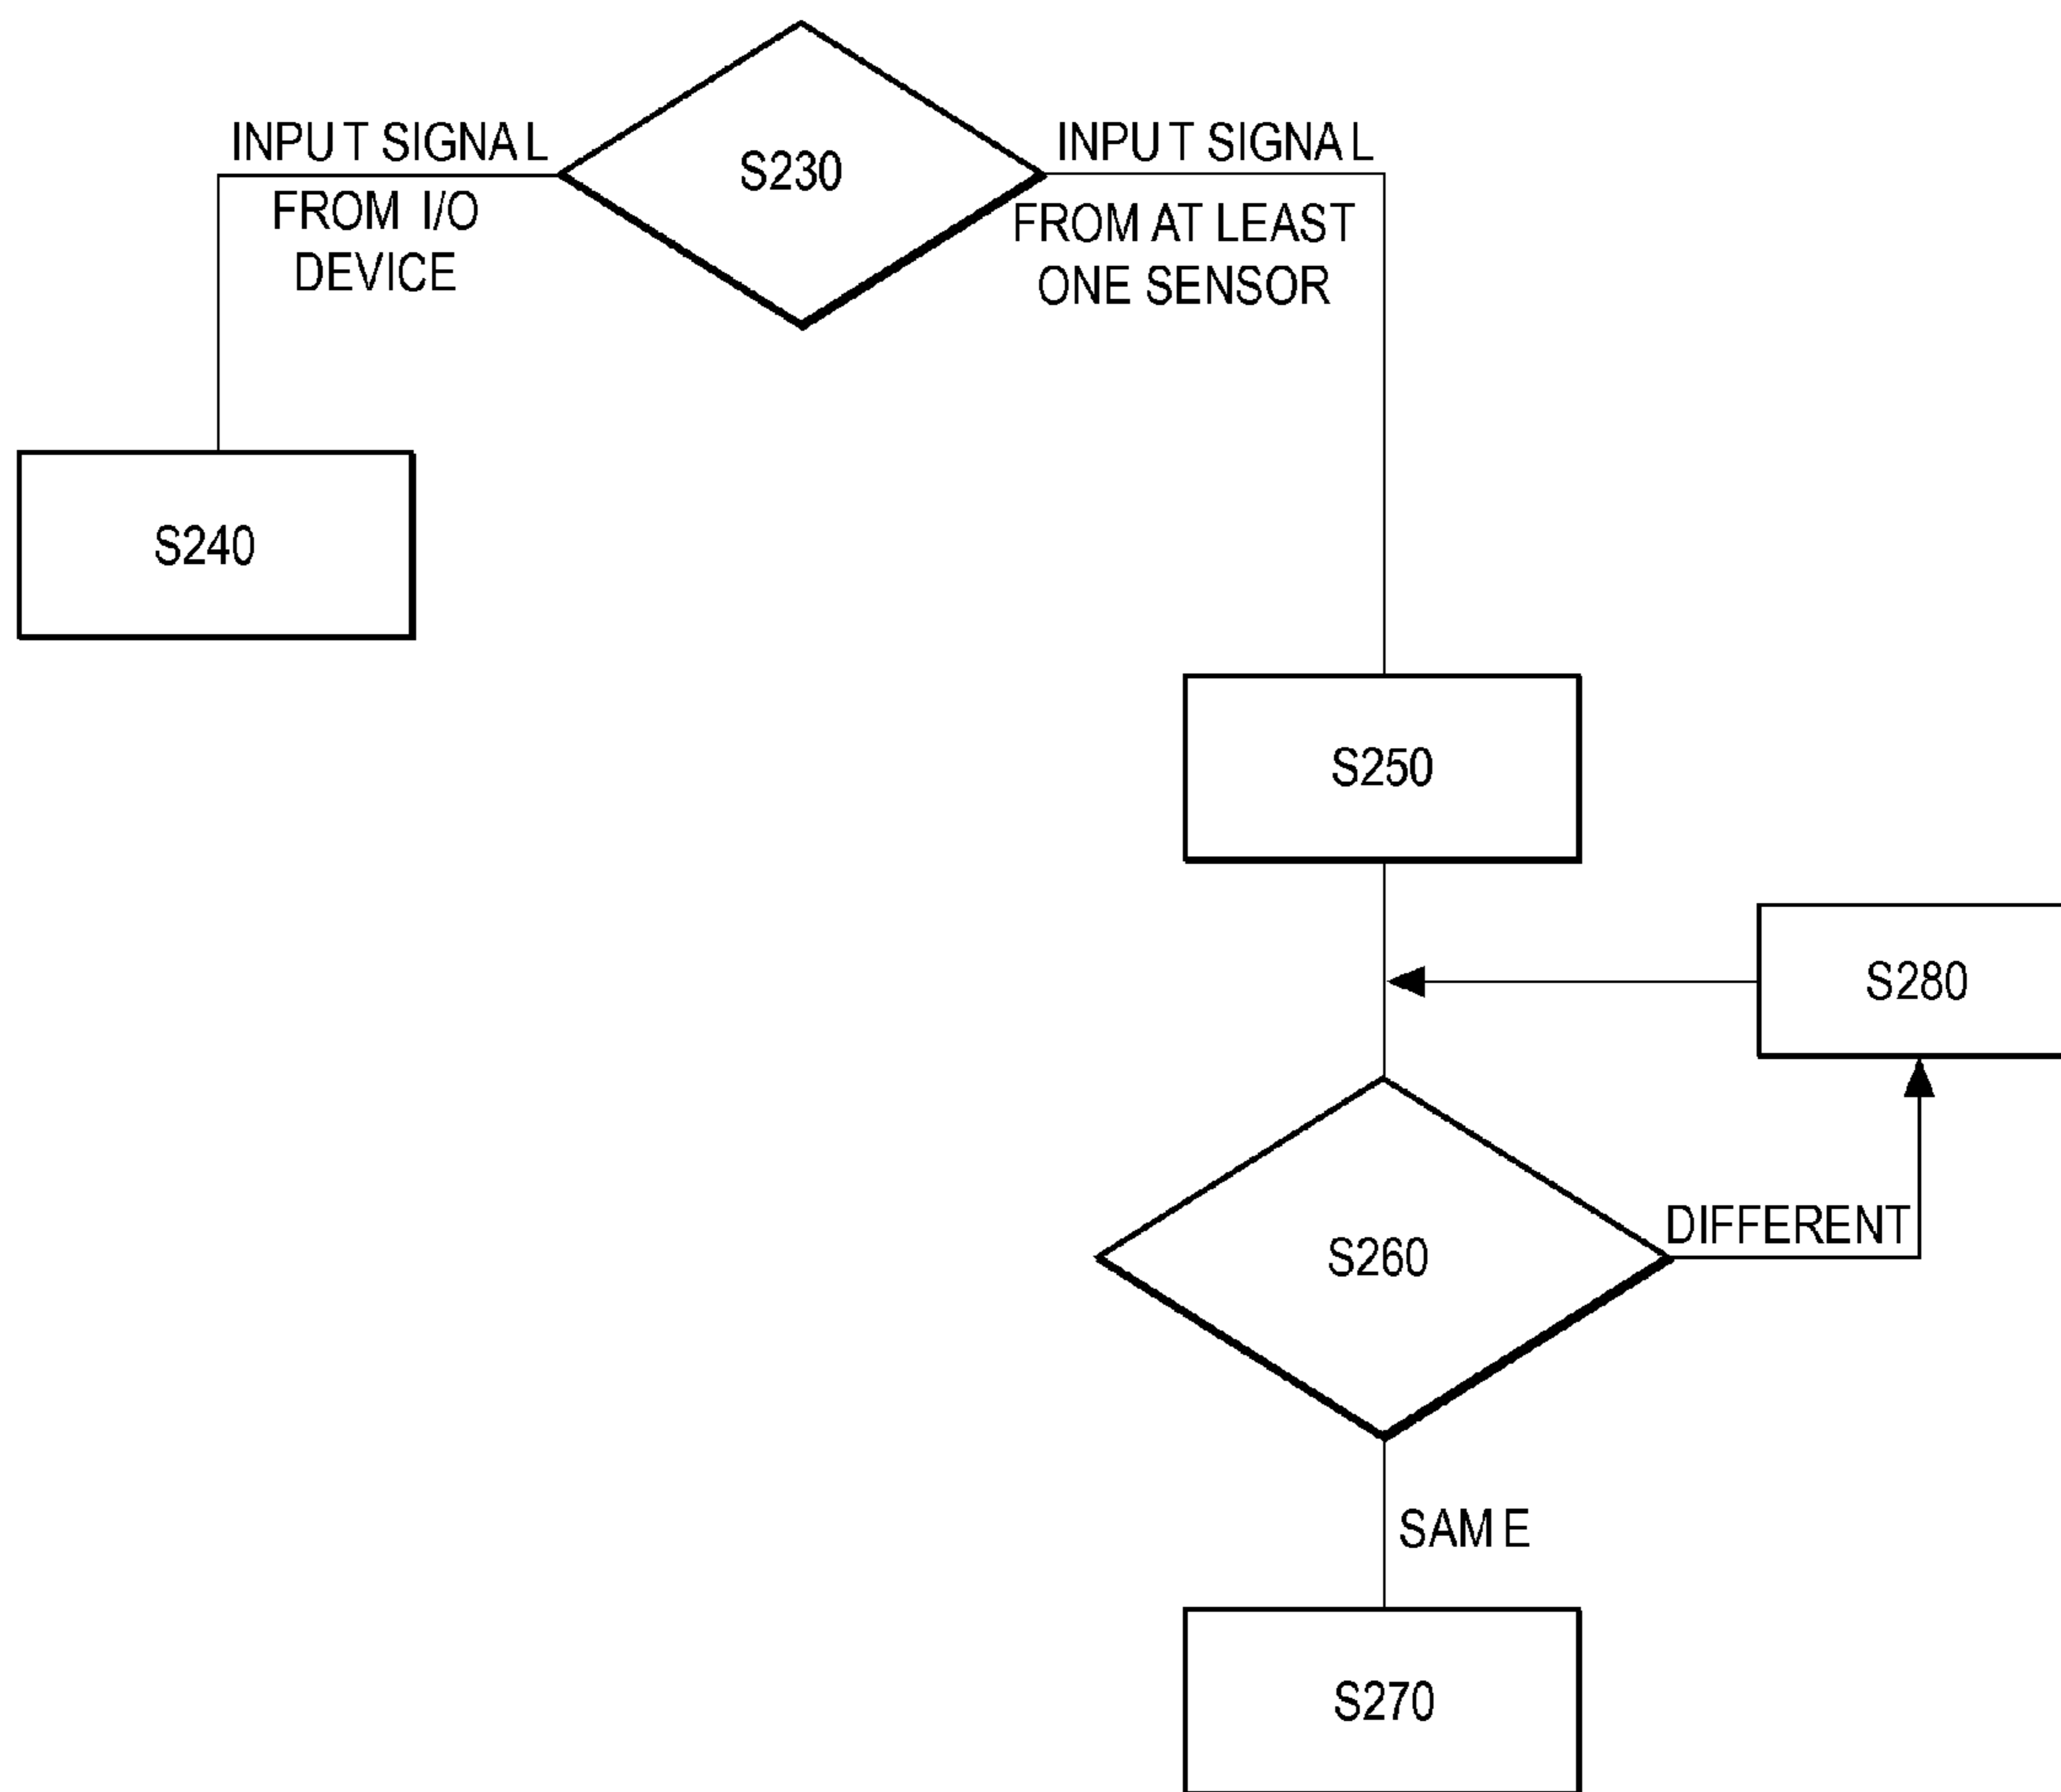 INPUT SIGNAL
FROM I/O
DEVICE
S230
INPUT SIGNAL
FROM AT LEAST
ONE SENSOR
S240
S250
S280
S260
DIFFERENT
SAME
S270